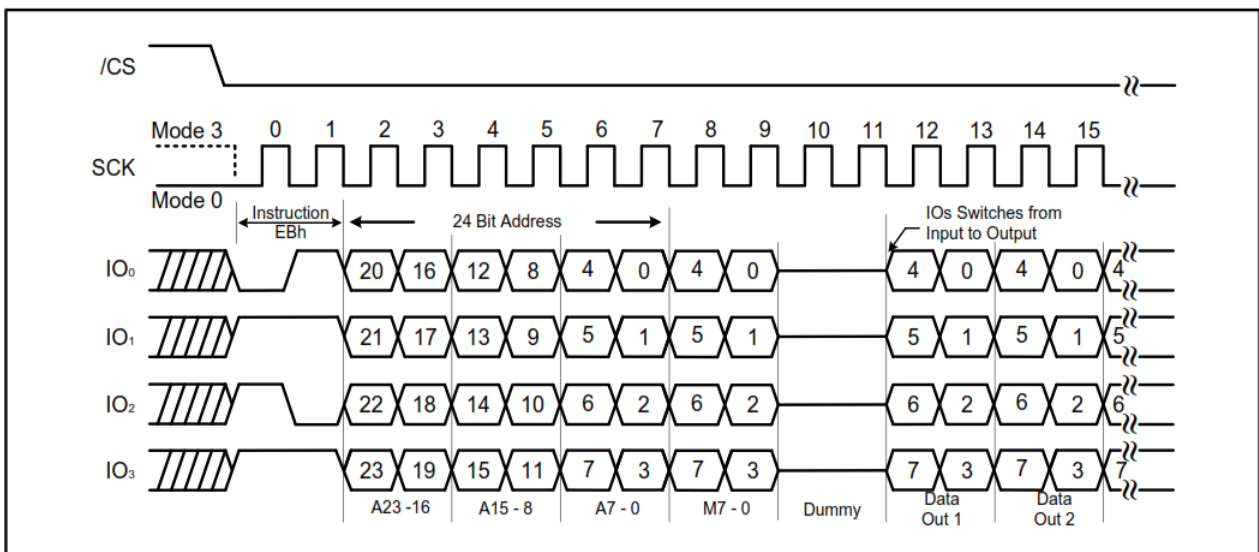 /CS
Mode 3 0 1 2 3 4 5 6 7 8 9 10 11 12 13 14 15
SCK
Mode 0
Instruction
EBh
24 Bit Address
IOs Switches from
Input to Output
IO₀ 20 16 12 8 4 0 4 0 4 0 4 0 4
IO₁ 21 17 13 9 5 1 5 1 5 1 5 1 5
IO₂ 22 18 14 10 6 2 6 2 6 2 6 2 6
IO₃ 23 19 15 11 7 3 7 3 7 3 7 3 7
A23 -16 A15 - 8 A7 - 0 M7 - 0 Dummy
Data
Out 1
Data
Out 2